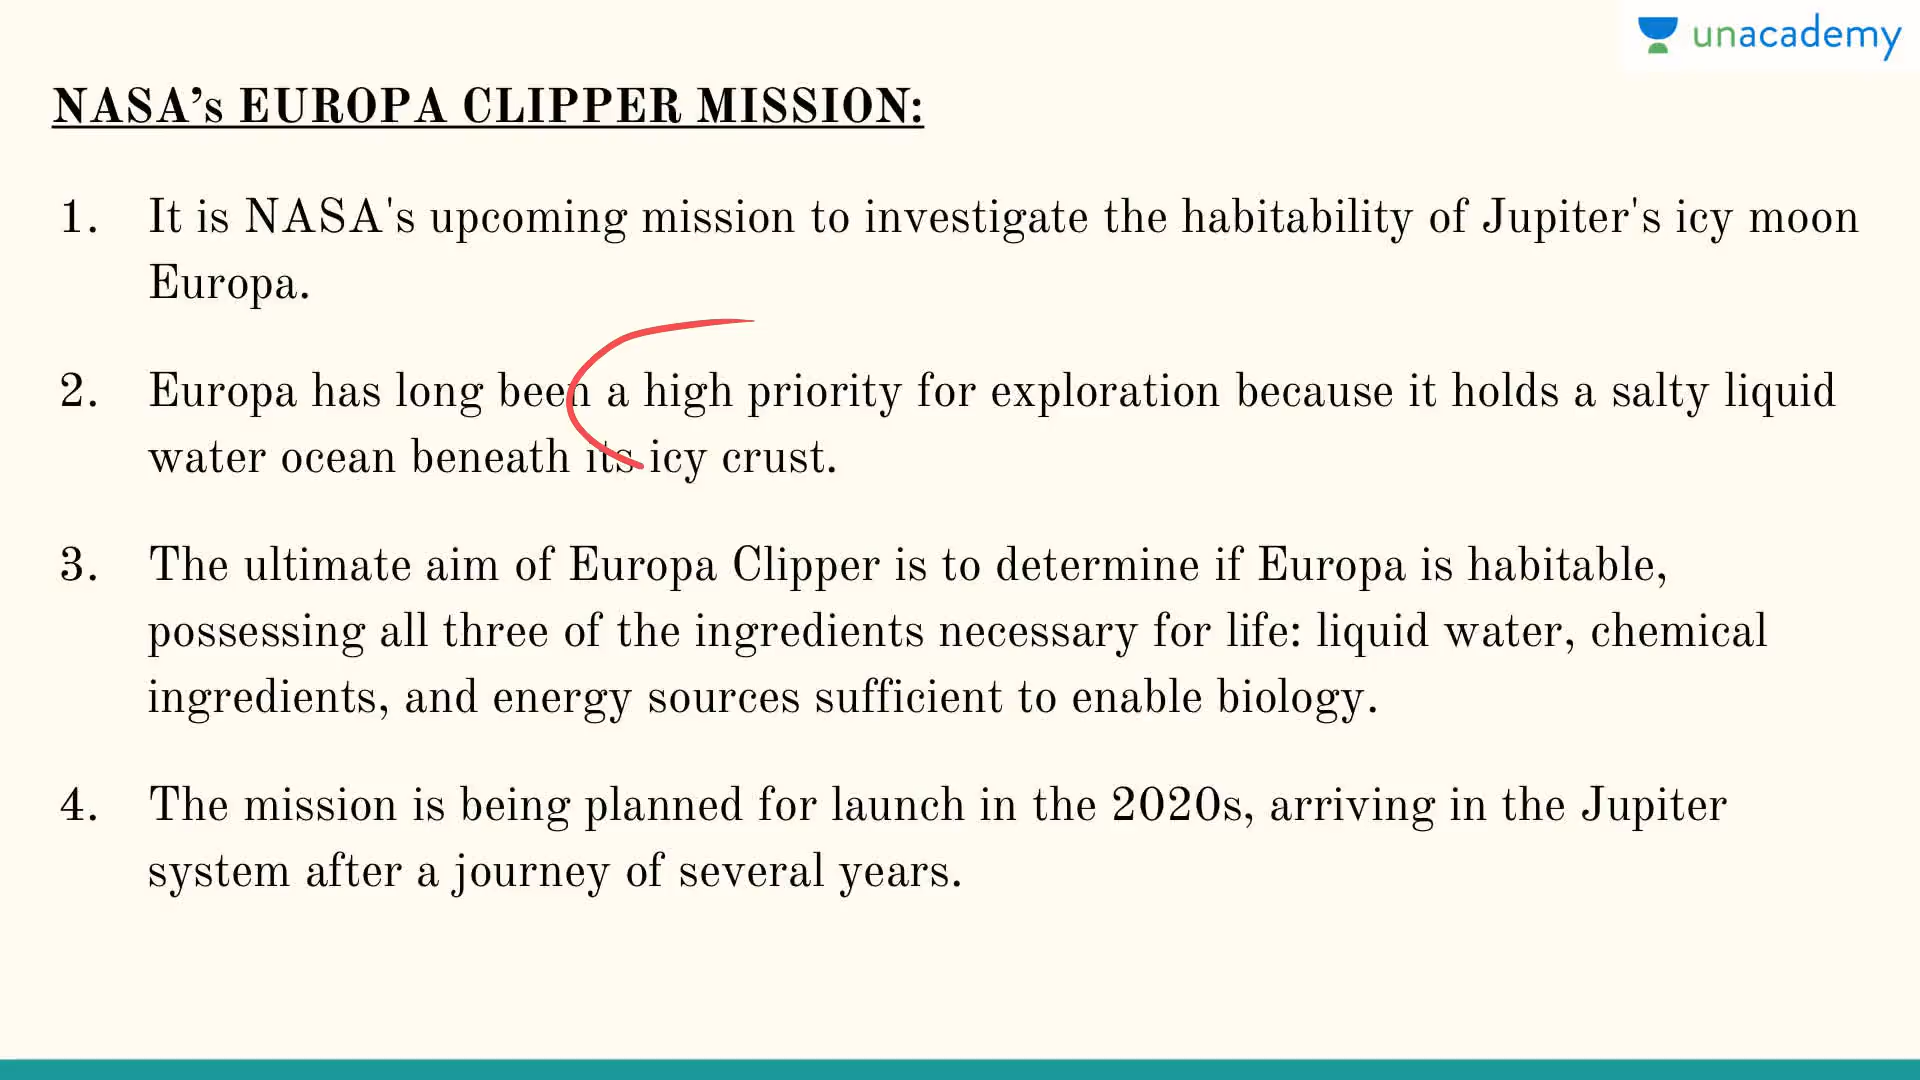 unacademy
NASA’s EUROPA CLIPPER MISSION:
1. It is NASA's upcoming mission to investigate the habitability of Jupiter's icy moon
Europa.
2. Europa has long been a high priority for exploration because it holds a salty liquid
water ocean beneath its icy crust.
3. The ultimate aim of Europa Clipper is to determine if Europa is habitable,
possessing all three of the ingredients necessary for life: liquid water, chemical
ingredients, and energy sources sufficient to enable biology.
4. The mission is being planned for launch in the 2020s, arriving in the Jupiter
system after a journey of several years.